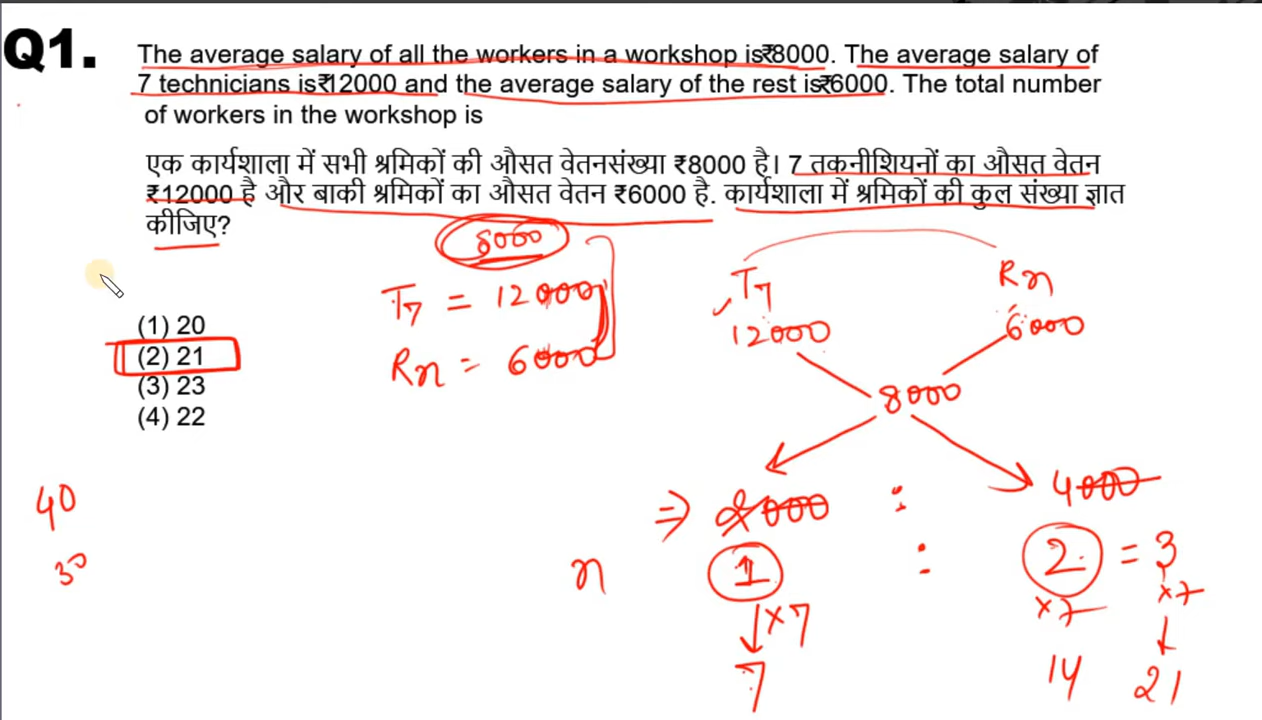 Q1.
The average salary of all the workers in a workshop is₹8000. The average salary of
7 technicians is₹12000 and the average salary of the rest is₹6000. The total number
of workers in the workshop is
एक कार्यशाला में सभी श्रमिकों की औसत वेतनसंख्या ₹8000 है। 7 तकनीशियनों का औसत वेतन
₹12000 है और बाकी श्रमिकों का औसत वेतन ₹6000 है. कार्यशाला में श्रमिकों की कुल संख्या ज्ञात
कीजिए?
8000
T7 = 12000
Rn = 6000
(1) 20
(2) 21
(3) 23
(4) 22
T7 Rn
12000 6000
8000
⇒ 2000 : 4000
n 1 : 2 = 3
×7 ×7 ×7
7 14 21
40
30